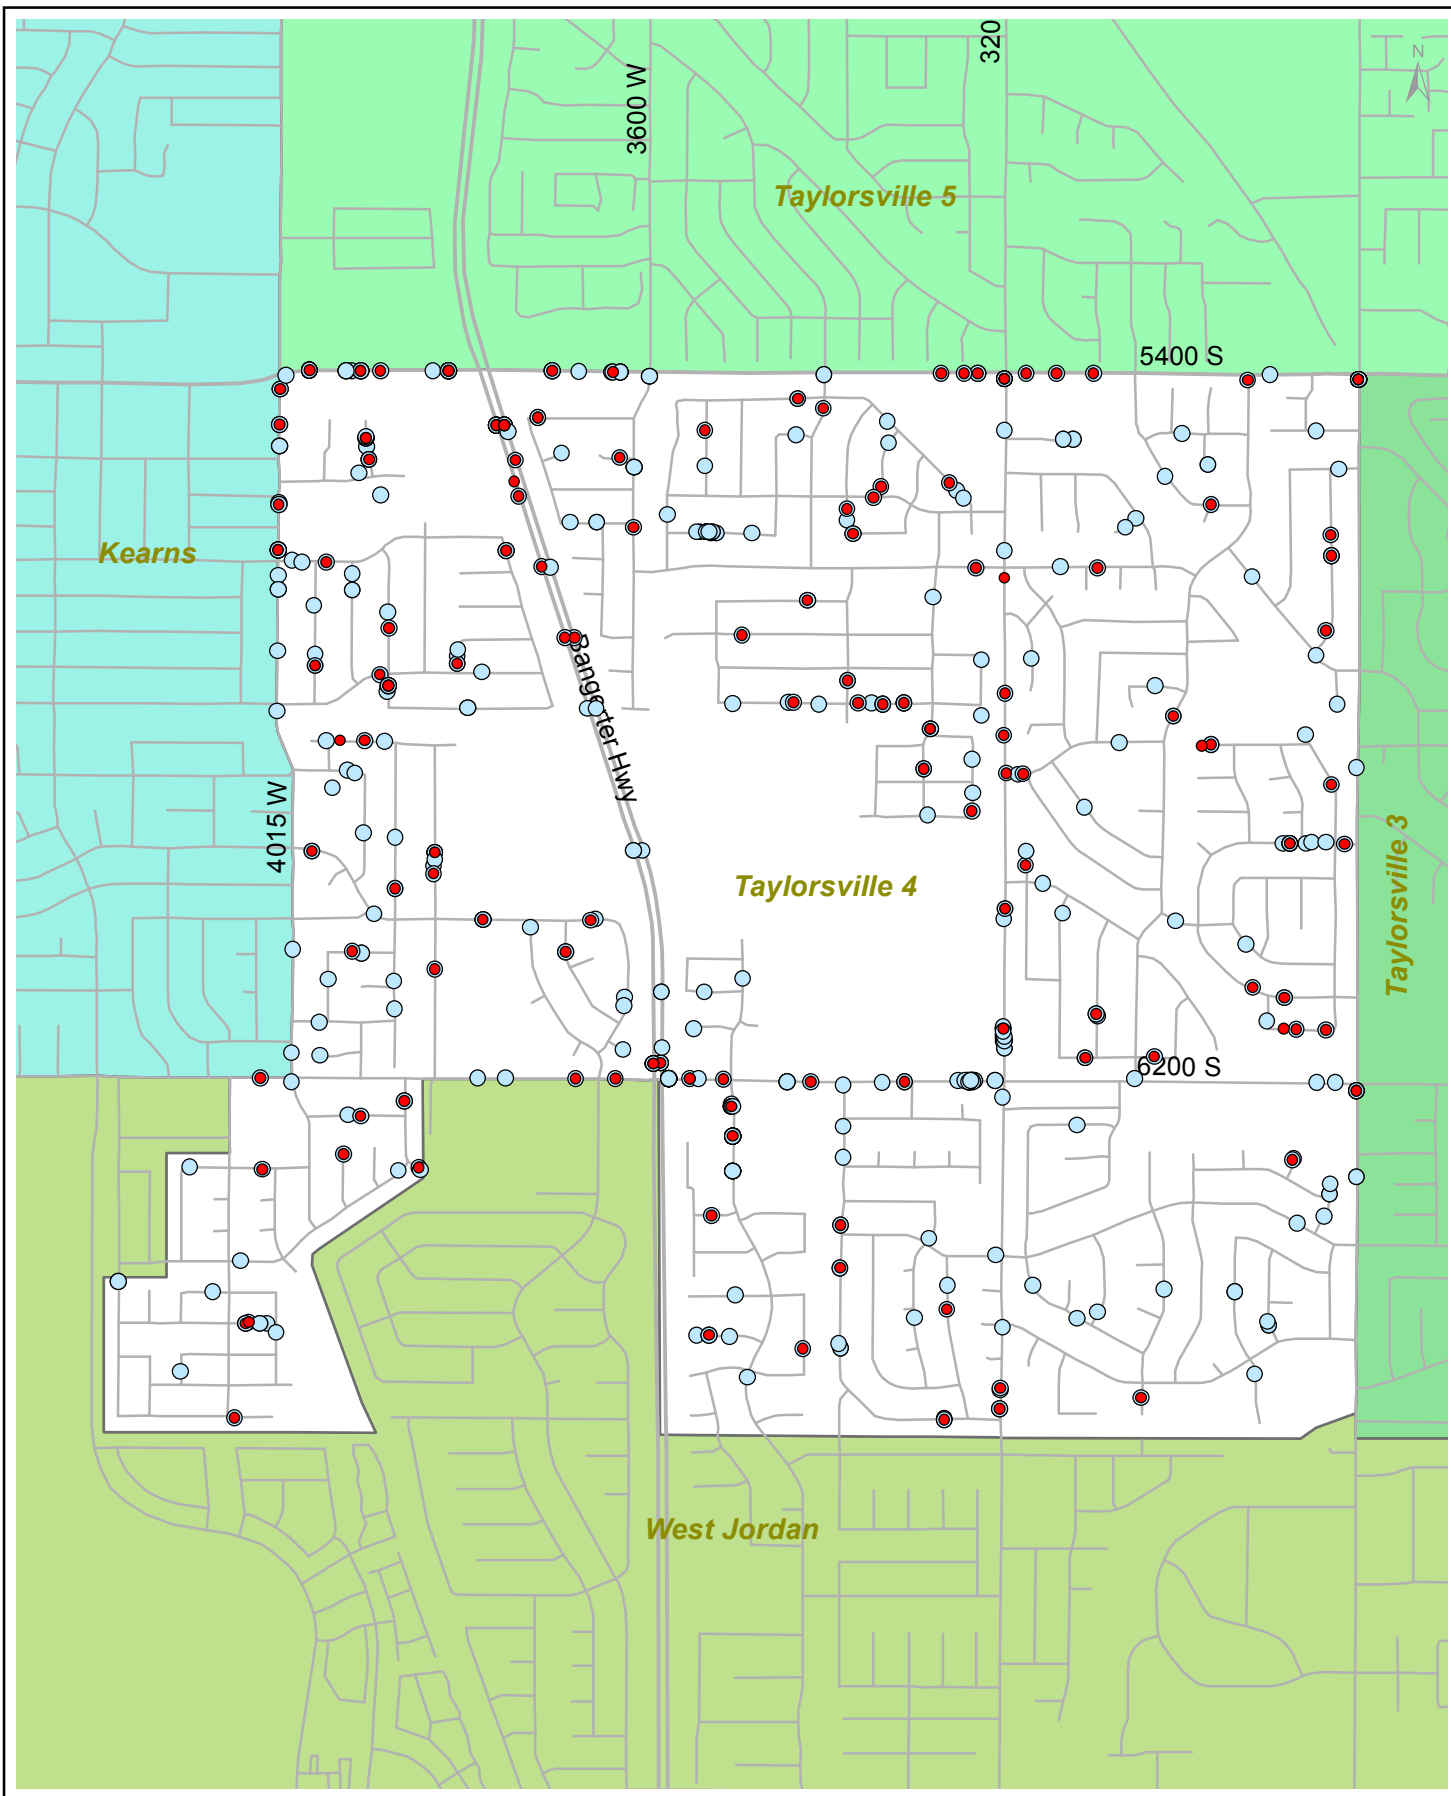 320
N
3600 W
Taylorsville 5
5400 S
Kearns
Bangerter Hwy
4015 W
Taylorsville 4
Taylorsville 3
6200 S
West Jordan